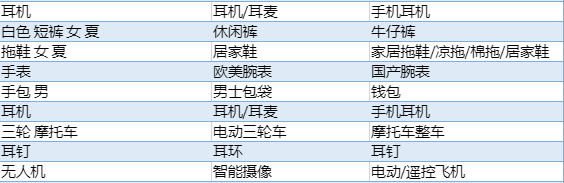 耳机 耳机/耳麦 手机耳机
白色 短裤 女 夏 休闲裤 牛仔裤
拖鞋 女 夏 居家鞋 家居拖鞋/凉拖/棉拖/居家鞋
手表 欧美腕表 国产腕表
手包 男 男士包袋 钱包
耳机 耳机/耳麦 手机耳机
三轮 摩托车 电动三轮车 摩托车整车
耳钉 耳环 耳钉
无人机 智能摄像 电动/遥控飞机